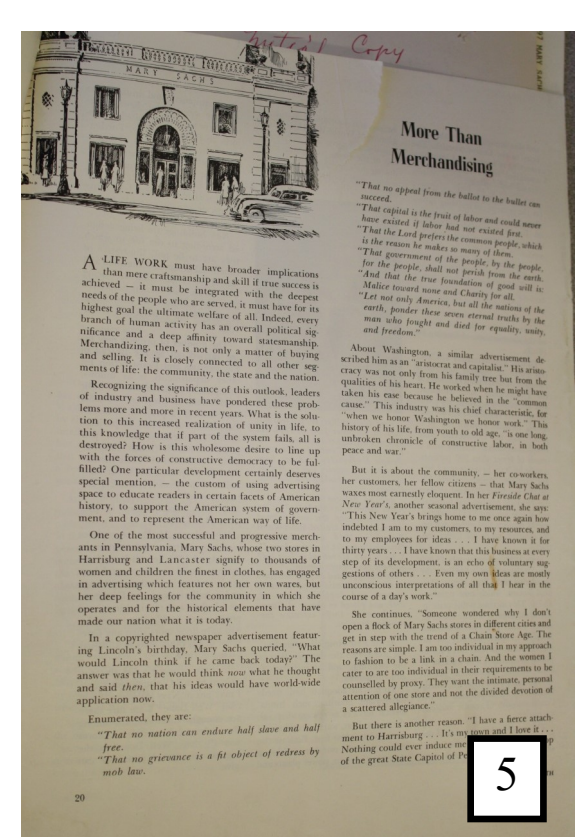 Copy
MARY SACHS
More Than
Merchandising
A LIFE WORK must have broader implications
than mere craftsmanship and skill if true success is
achieved — it must be integrated with the deepest
needs of the people who are served, it must have for its
highest goal the ultimate welfare of all. Indeed, every
branch of human activity has an overall political sig-
nificance and a deep affinity toward statesmanship.
Merchandizing, then, is not only a matter of buying
and selling. It is closely connected to all other seg-
ments of life: the community, the state and the nation.
Recognizing the significance of this outlook, leaders
of industry and business have pondered these prob-
lems more and more in recent years. What is the solu-
tion to this increased realization of unity in life, to
this knowledge that if part of the system fails, all is
destroyed? How is this wholesome desire to line up
with the forces of constructive democracy to be ful-
filled? One particular development certainly deserves
special mention, — the custom of using advertising
space to educate readers in certain facets of American
history, to support the American system of govern-
ment, and to represent the American way of life.
One of the most successful and progressive merch-
ants in Pennsylvania, Mary Sachs, whose two stores in
Harrisburg and Lancaster signify to thousands of
women and children the finest in clothes, has engaged
in advertising which features not her own wares, but
her deep feelings for the community in which she
operates and for the historical elements that have
made our nation what it is today.
In a copyrighted newspaper advertisement featur-
ing Lincoln's birthday, Mary Sachs queried, "What
would Lincoln think if he came back today?" The
answer was that he would think now what he thought
and said then, that his ideas would have world-wide
application now.
Enumerated, they are:
"That no nation can endure half slave and half
free.
"That no grievance is a fit object of redress by
mob law.
20
"That no appeal from the ballot to the bullet can
succeed.
"That capital is the fruit of labor and could never
have existed if labor had not existed first.
"That the Lord prefers the common people, which
is the reason he makes so many of them.
"That government of the people, by the people,
for the people, shall not perish from the earth.
"And that the true foundation of good will is:
Malice toward none and Charity for all.
"Let not only America, but all the nations of the
earth, ponder these seven eternal truths by the
man who fought and died for equality, unity,
and freedom."
About Washington, a similar advertisement de-
scribed him as an "aristocrat and capitalist." His aristo-
cracy was not only from his family tree but from the
qualities of his heart. He worked when he might have
taken his ease because he believed in the "common
cause." This industry was his chief characteristic, for
"when we honor Washington we honor work." This
history of his life, from youth to old age, "is one long,
unbroken chronicle of constructive labor, in both
peace and war."
But it is about the community, — her co-workers,
her customers, her fellow citizens — that Mary Sachs
waxes most earnestly eloquent. In her Fireside Chat at
New Year's, another seasonal advertisement, she says:
"This New Year's brings home to me once again how
indebted I am to my customers, to my resources, and
to my employees for ideas . . . I have known it for
thirty years . . . I have known that this business at every
step of its development, is an echo of voluntary sug-
gestions of others . . . Even my own ideas are mostly
unconscious interpretations of all that I hear in the
course of a day's work."
She continues, "Someone wondered why I don't
open a flock of Mary Sachs stores in different cities and
get in step with the trend of a Chain Store Age. The
reasons are simple. I am too individual in my approach
to fashion to be a link in a chain. And the women I
cater to are too individual in their requirements to be
counselled by proxy. They want the intimate, personal
attention of one store and not the divided devotion of
a scattered allegiance."
But there is another reason. "I have a fierce attach-
ment to Harrisburg . . . It's my town and I love it . . .
Nothing could ever induce me
of the great State Capitol of
5